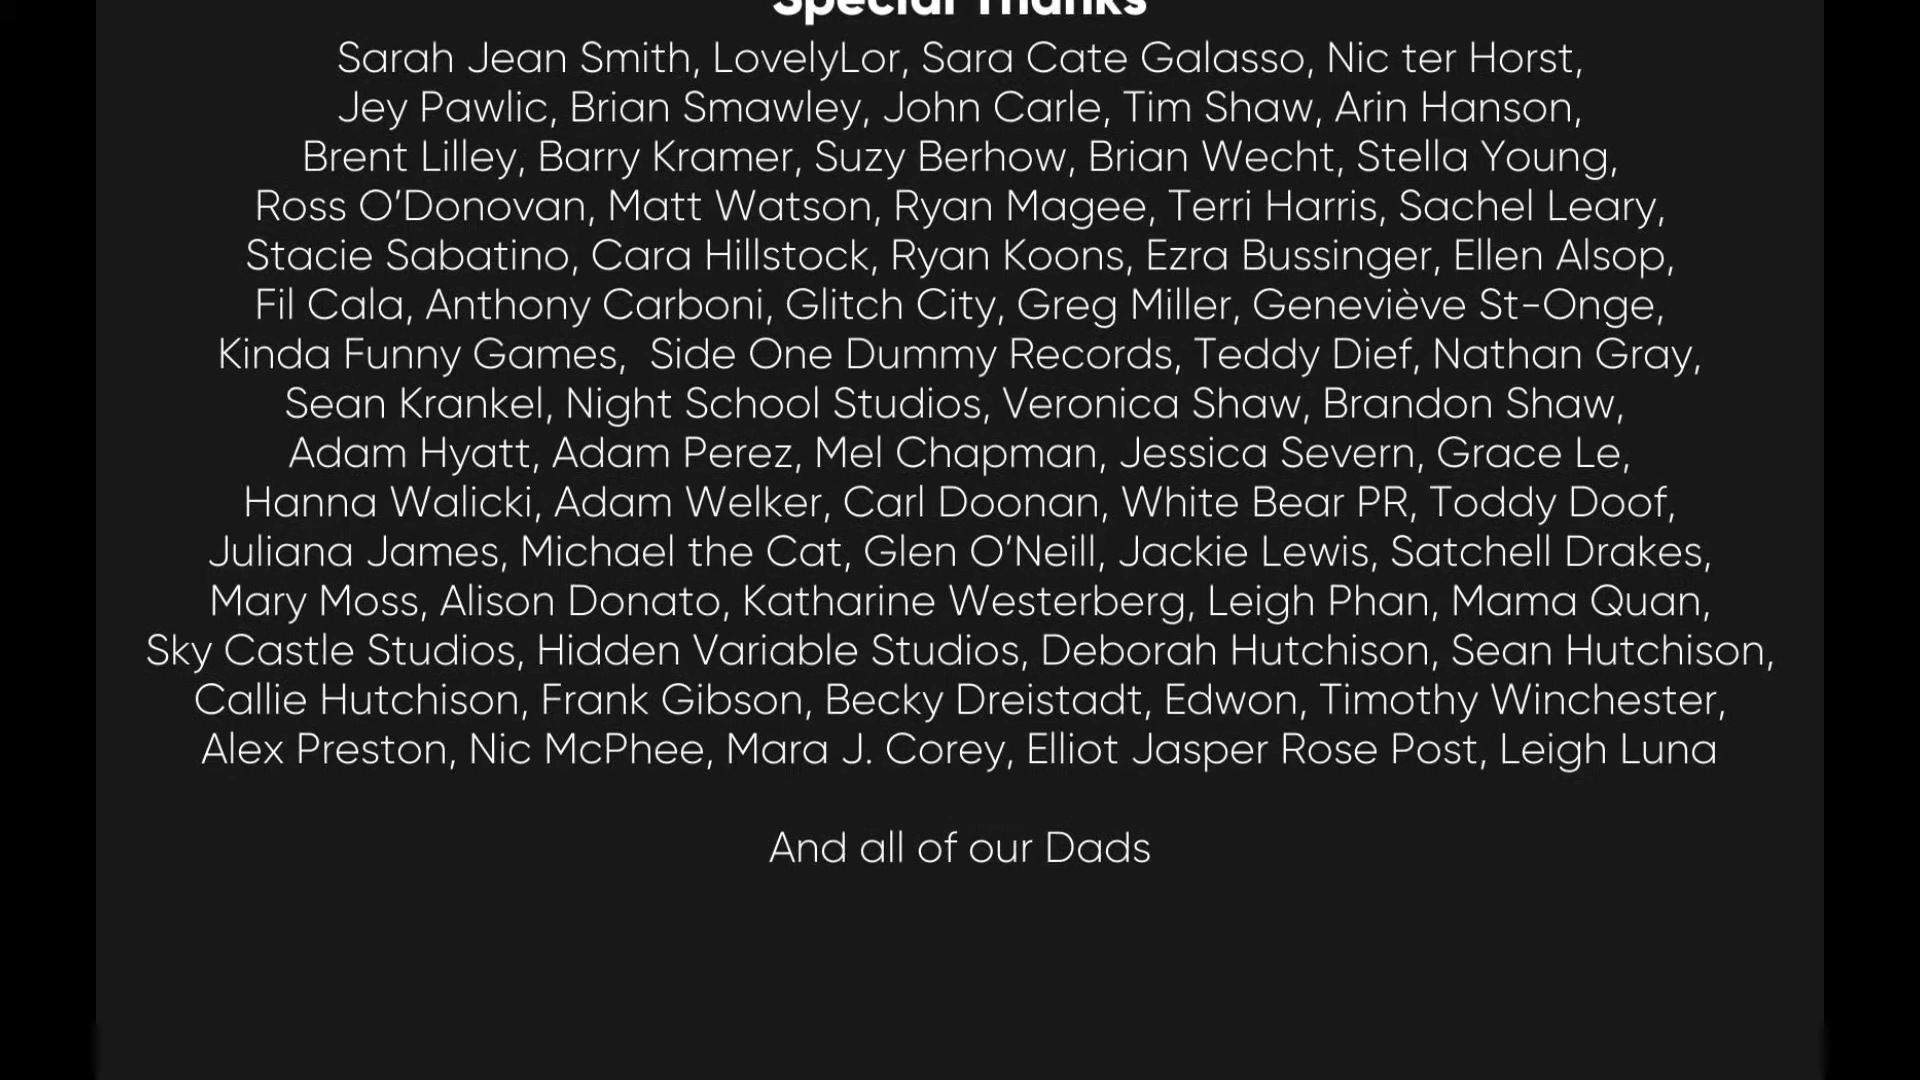 Special Thanks
Sarah Jean Smith, LovelyLor, Sara Cate Galasso, Nic ter Horst,
Jey Pawlic, Brian Smawley, John Carle, Tim Shaw, Arin Hanson,
Brent Lilley, Barry Kramer, Suzy Berhow, Brian Wecht, Stella Young,
Ross O’Donovan, Matt Watson, Ryan Magee, Terri Harris, Sachel Leary,
Stacie Sabatino, Cara Hillstock, Ryan Koons, Ezra Bussinger, Ellen Alsop,
Fil Cala, Anthony Carboni, Glitch City, Greg Miller, Geneviève St-Onge,
Kinda Funny Games,  Side One Dummy Records, Teddy Dief, Nathan Gray,
Sean Krankel, Night School Studios, Veronica Shaw, Brandon Shaw,
Adam Hyatt, Adam Perez, Mel Chapman, Jessica Severn, Grace Le,
Hanna Walicki, Adam Welker, Carl Doonan, White Bear PR, Toddy Doof,
Juliana James, Michael the Cat, Glen O’Neill, Jackie Lewis, Satchell Drakes,
Mary Moss, Alison Donato, Katharine Westerberg, Leigh Phan, Mama Quan,
Sky Castle Studios, Hidden Variable Studios, Deborah Hutchison, Sean Hutchison,
Callie Hutchison, Frank Gibson, Becky Dreistadt, Edwon, Timothy Winchester,
Alex Preston, Nic McPhee, Mara J. Corey, Elliot Jasper Rose Post, Leigh Luna
And all of our Dads